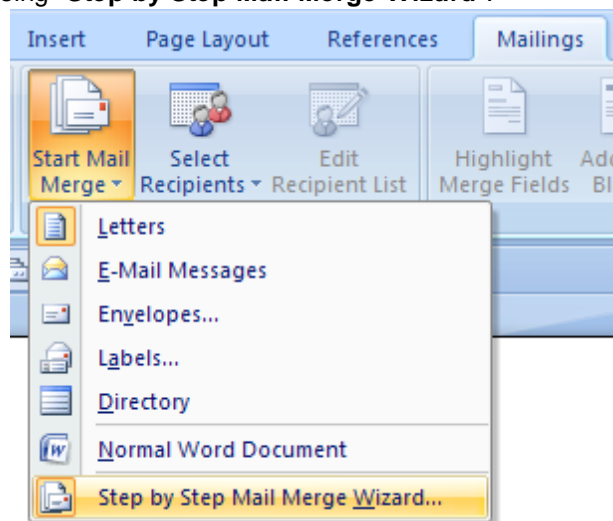 "Step by Step Mail Merge Wizard".
Insert Page Layout References Mailings
Start Mail Merge Select Recipients Edit Recipient List Highlight Merge Fields
Letters
E-Mail Messages
Envelopes...
Labels...
Directory
Normal Word Document
Step by Step Mail Merge Wizard...